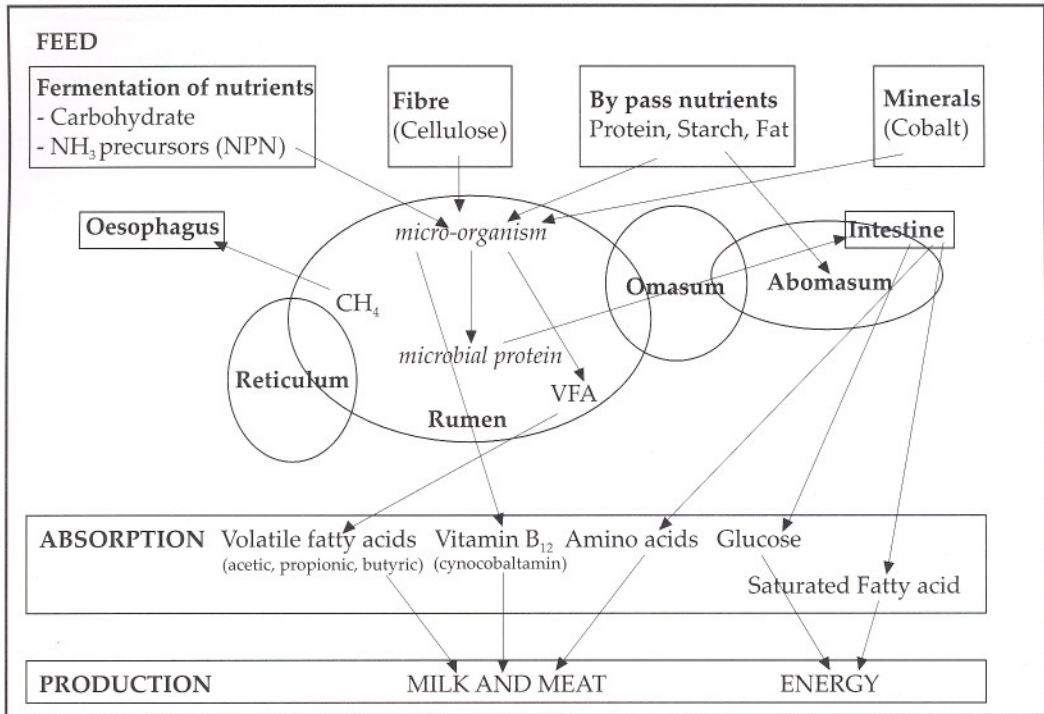 FEED
Fermentation of nutrients
- Carbohydrate
- NH₃ precursors (NPN)
Fibre
(Cellulose)
By pass nutrients
Protein, Starch, Fat
Minerals
(Cobalt)
Oesophagus
micro-organism
Intestine
CH₄
Omasum
Abomasum
microbial protein
Reticulum
VFA
Rumen
ABSORPTION
Volatile fatty acids
(acetic, propionic, butyric)
Vitamin B₁₂
(cynocobaltamin)
Amino acids
Glucose
Saturated Fatty acid
PRODUCTION
MILK AND MEAT
ENERGY